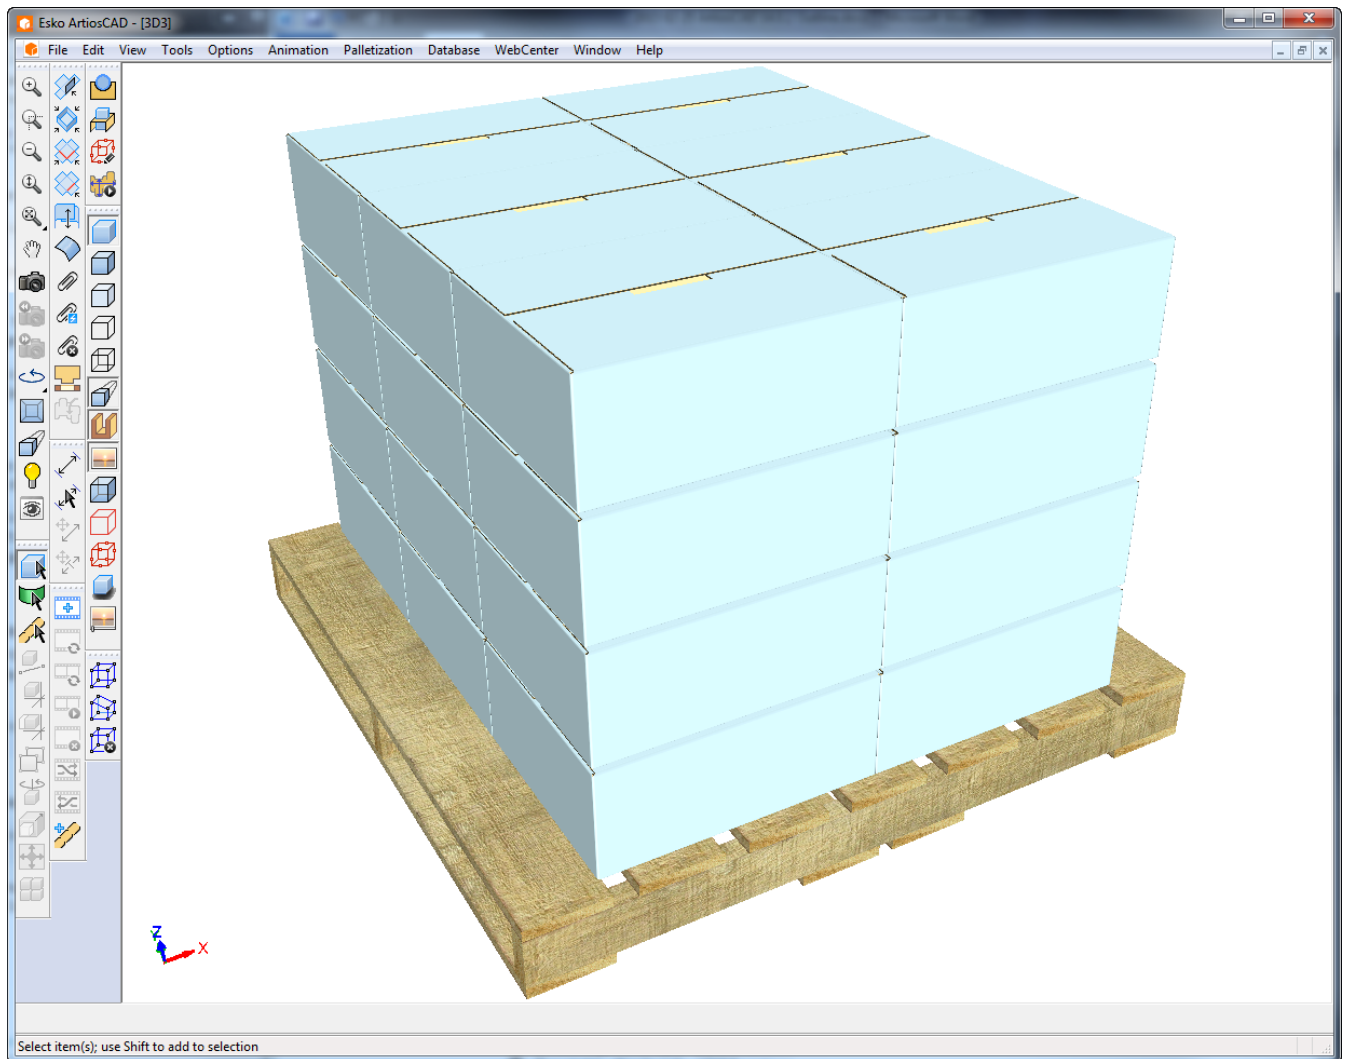 Esko ArtiosCAD - [3D3]
File Edit View Tools Options Animation Palletization Database WebCenter Window Help
Z
X
Select item(s); use Shift to add to selection